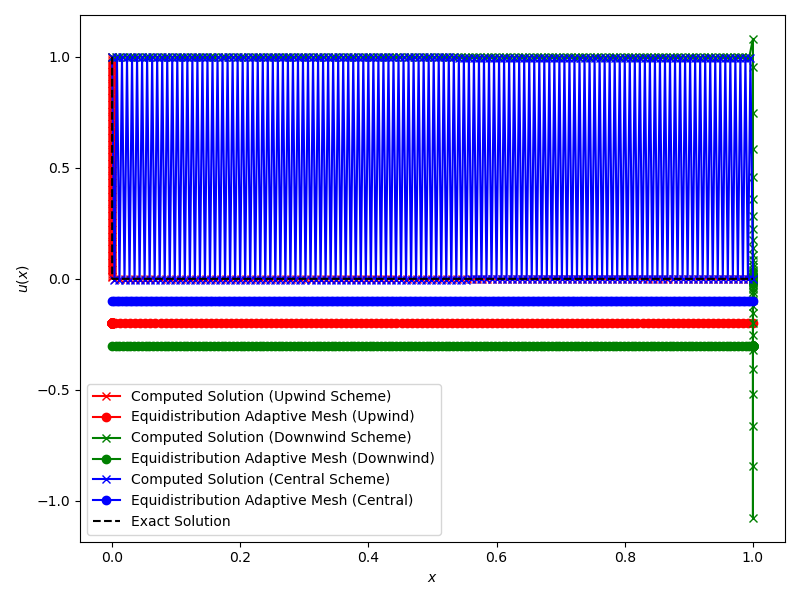 1.0
0.5
0.0
−0.5
−1.0
u(x)
0.0
0.2
0.4
0.6
0.8
1.0
x
Computed Solution (Upwind Scheme)
Equidistribution Adaptive Mesh (Upwind)
Computed Solution (Downwind Scheme)
Equidistribution Adaptive Mesh (Downwind)
Computed Solution (Central Scheme)
Equidistribution Adaptive Mesh (Central)
Exact Solution